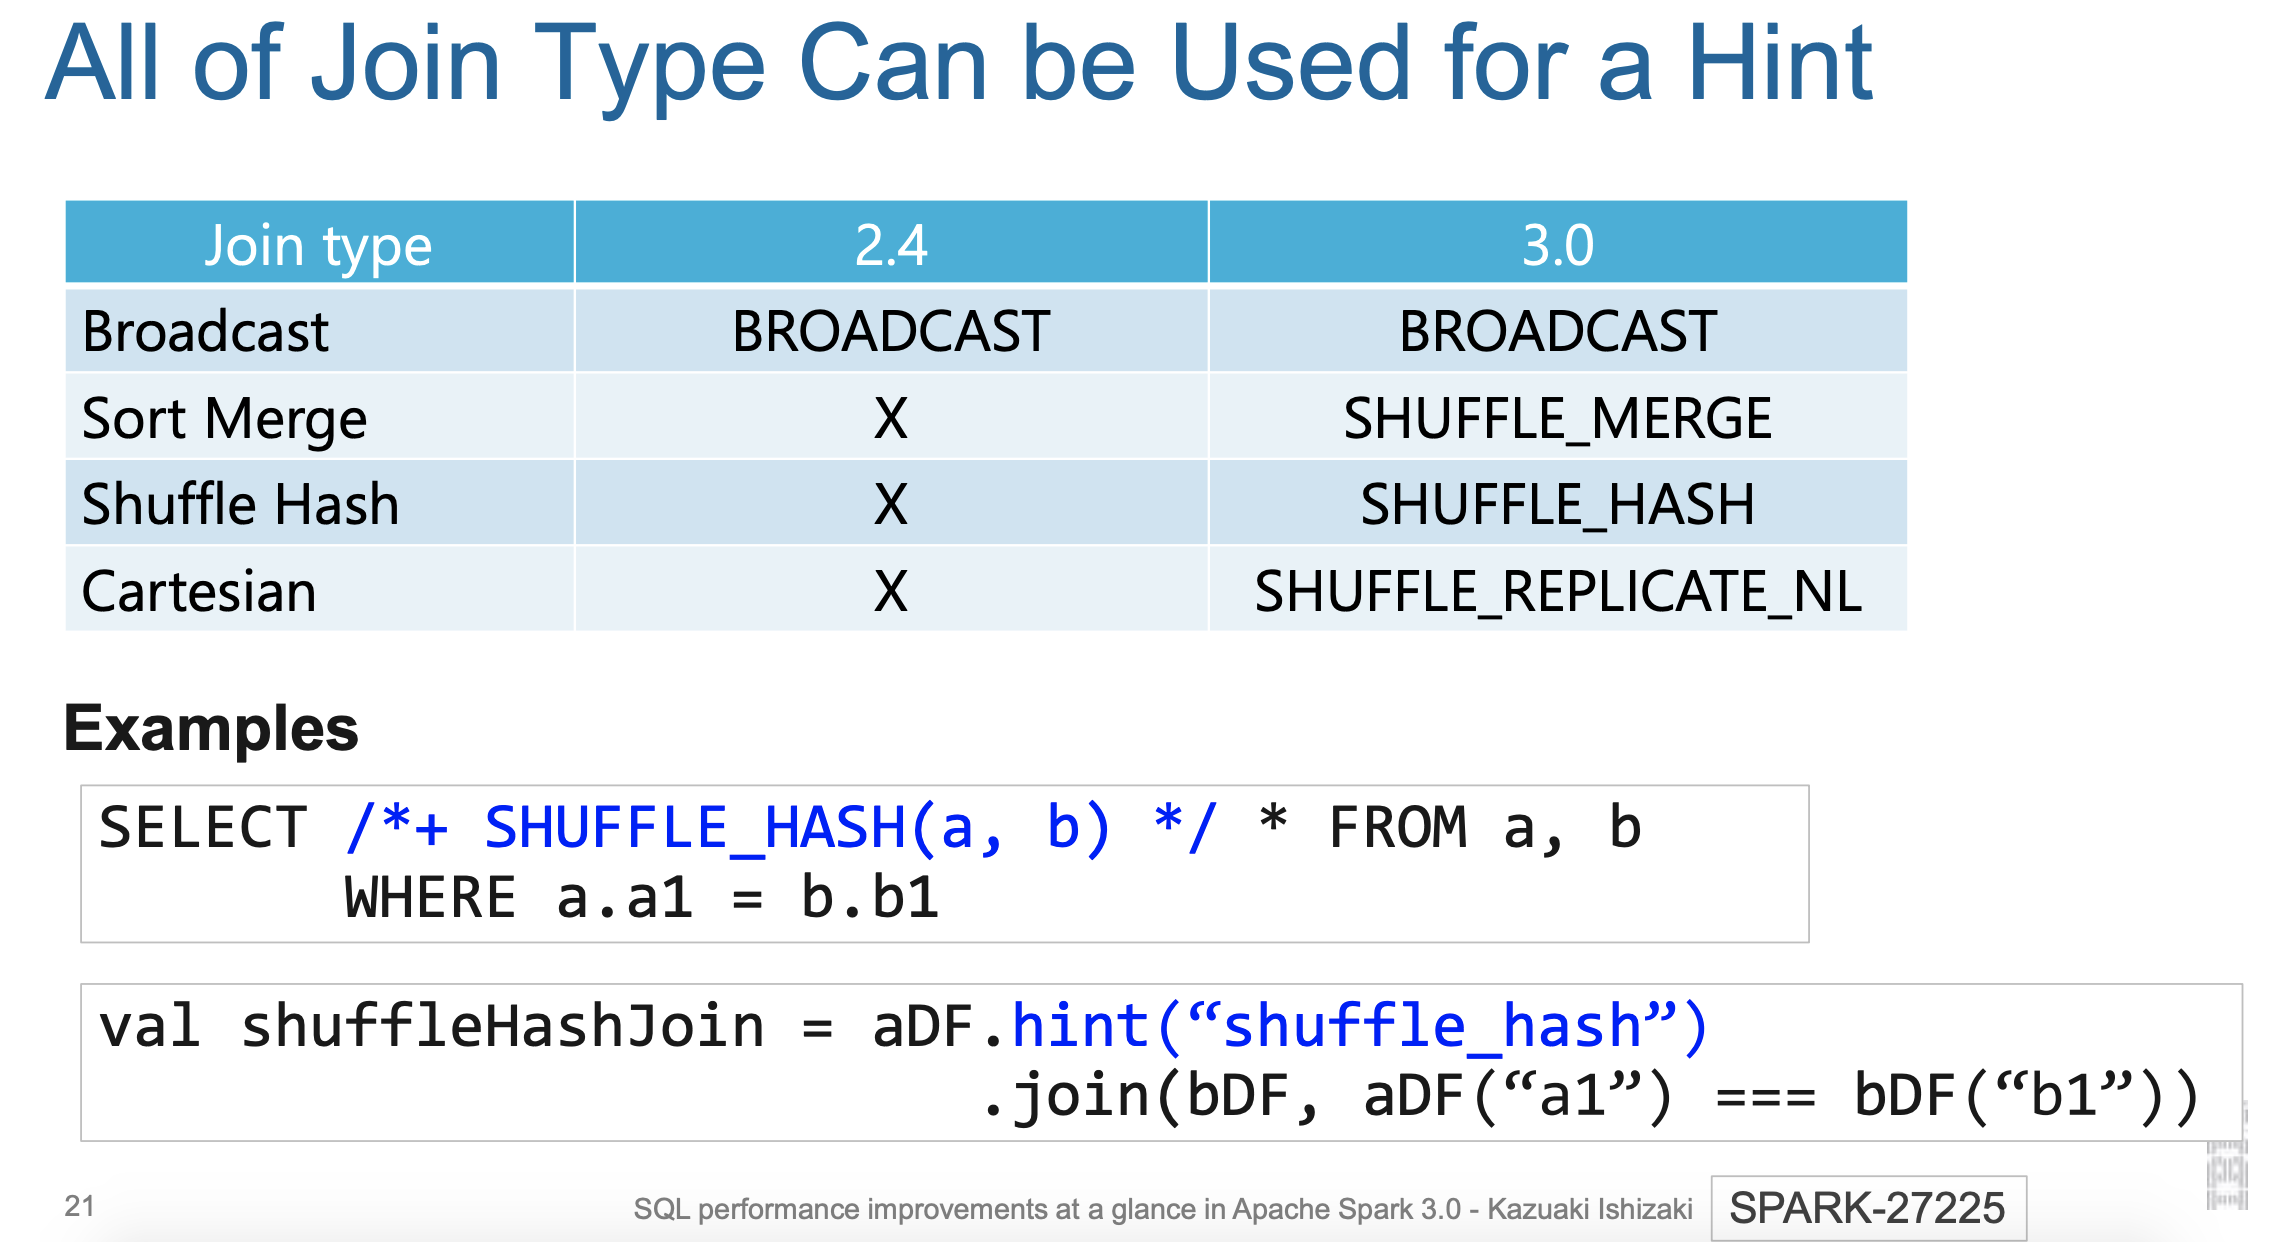 All of Join Type Can be Used for a Hint
Join type 2.4 3.0
Broadcast BROADCAST BROADCAST
Sort Merge X SHUFFLE_MERGE
Shuffle Hash X SHUFFLE_HASH
Cartesian X SHUFFLE_REPLICATE_NL
Examples
SELECT /*+ SHUFFLE_HASH(a, b) */ * FROM a, b
WHERE a.a1 = b.b1
val shuffleHashJoin = aDF.hint(“shuffle_hash”)
.join(bDF, aDF(“a1”) === bDF(“b1”))
21 SQL performance improvements at a glance in Apache Spark 3.0 - Kazuaki Ishizaki SPARK-27225